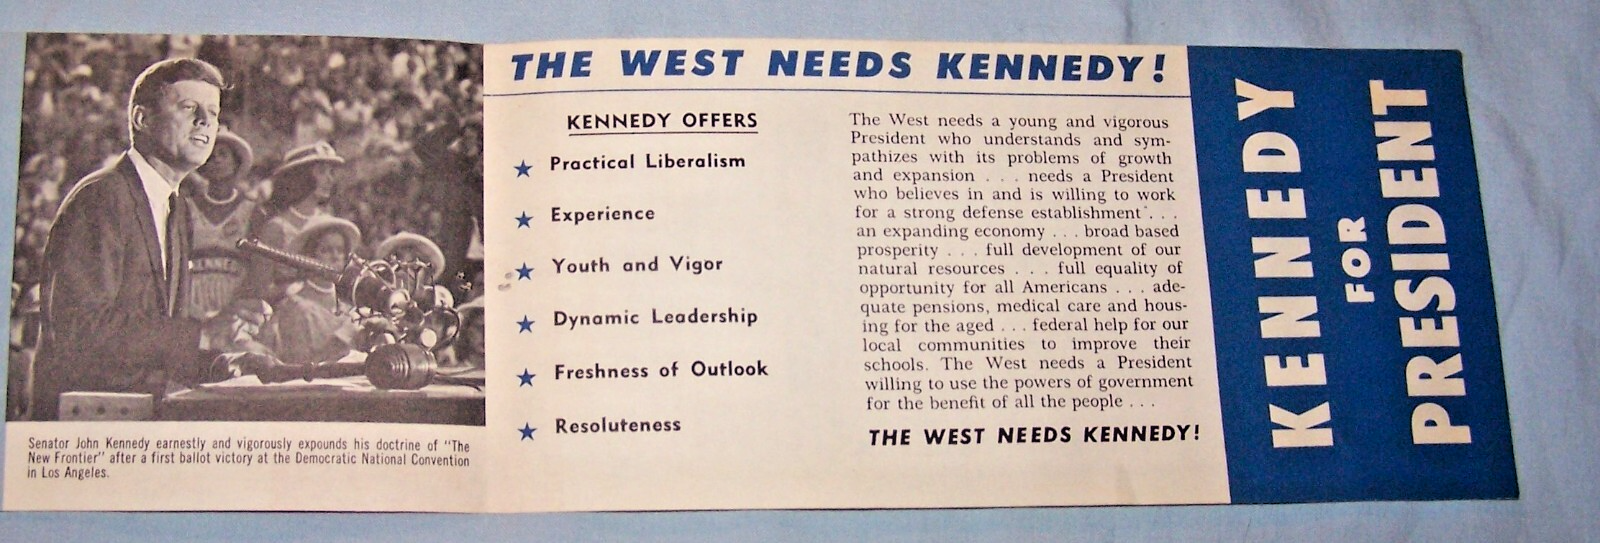 KENNEDY
Senator John Kennedy earnestly and vigorously expounds his doctrine of "The
New Frontier" after a first ballot victory at the Democratic National Convention
in Los Angeles.
THE WEST NEEDS KENNEDY!
KENNEDY OFFERS
Practical Liberalism
Experience
Youth and Vigor
Dynamic Leadership
Freshness of Outlook
Resoluteness
The West needs a young and vigorous
President who understands and sym-
pathizes with its problems of growth
and expansion . . . needs a President
who believes in and is willing to work
for a strong defense establishment . . .
an expanding economy . . . broad based
prosperity . . . full development of our
natural resources . . . full equality of
opportunity for all Americans . . . ade-
quate pensions, medical care and hous-
ing for the aged . . . federal help for our
local communities to improve their
schools. The West needs a President
willing to use the powers of government
for the benefit of all the people . . .
THE WEST NEEDS KENNEDY!
KENNEDY
FOR
PRESIDENT